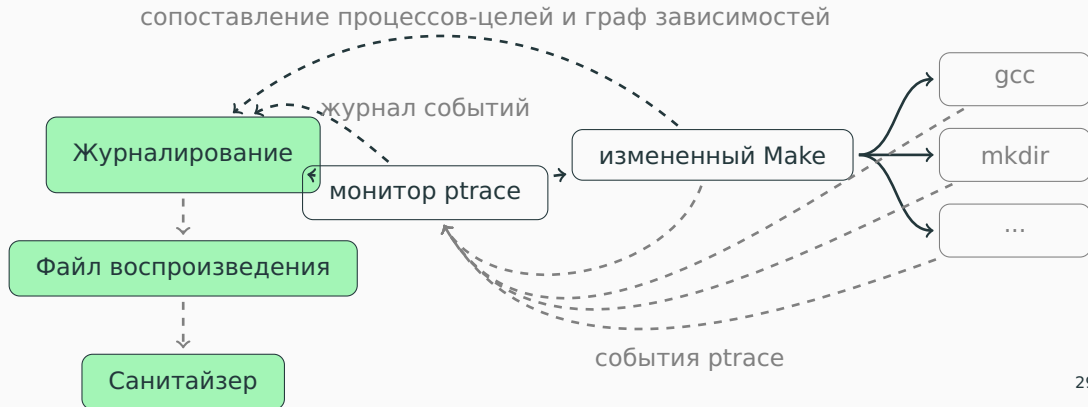 сопоставление процессов-целей и граф зависимостей
журнал событий
gcc
Журналирование
измененный Make
mkdir
монитор ptrace
...
Файл воспроизведения
события ptrace
Санитайзер
29